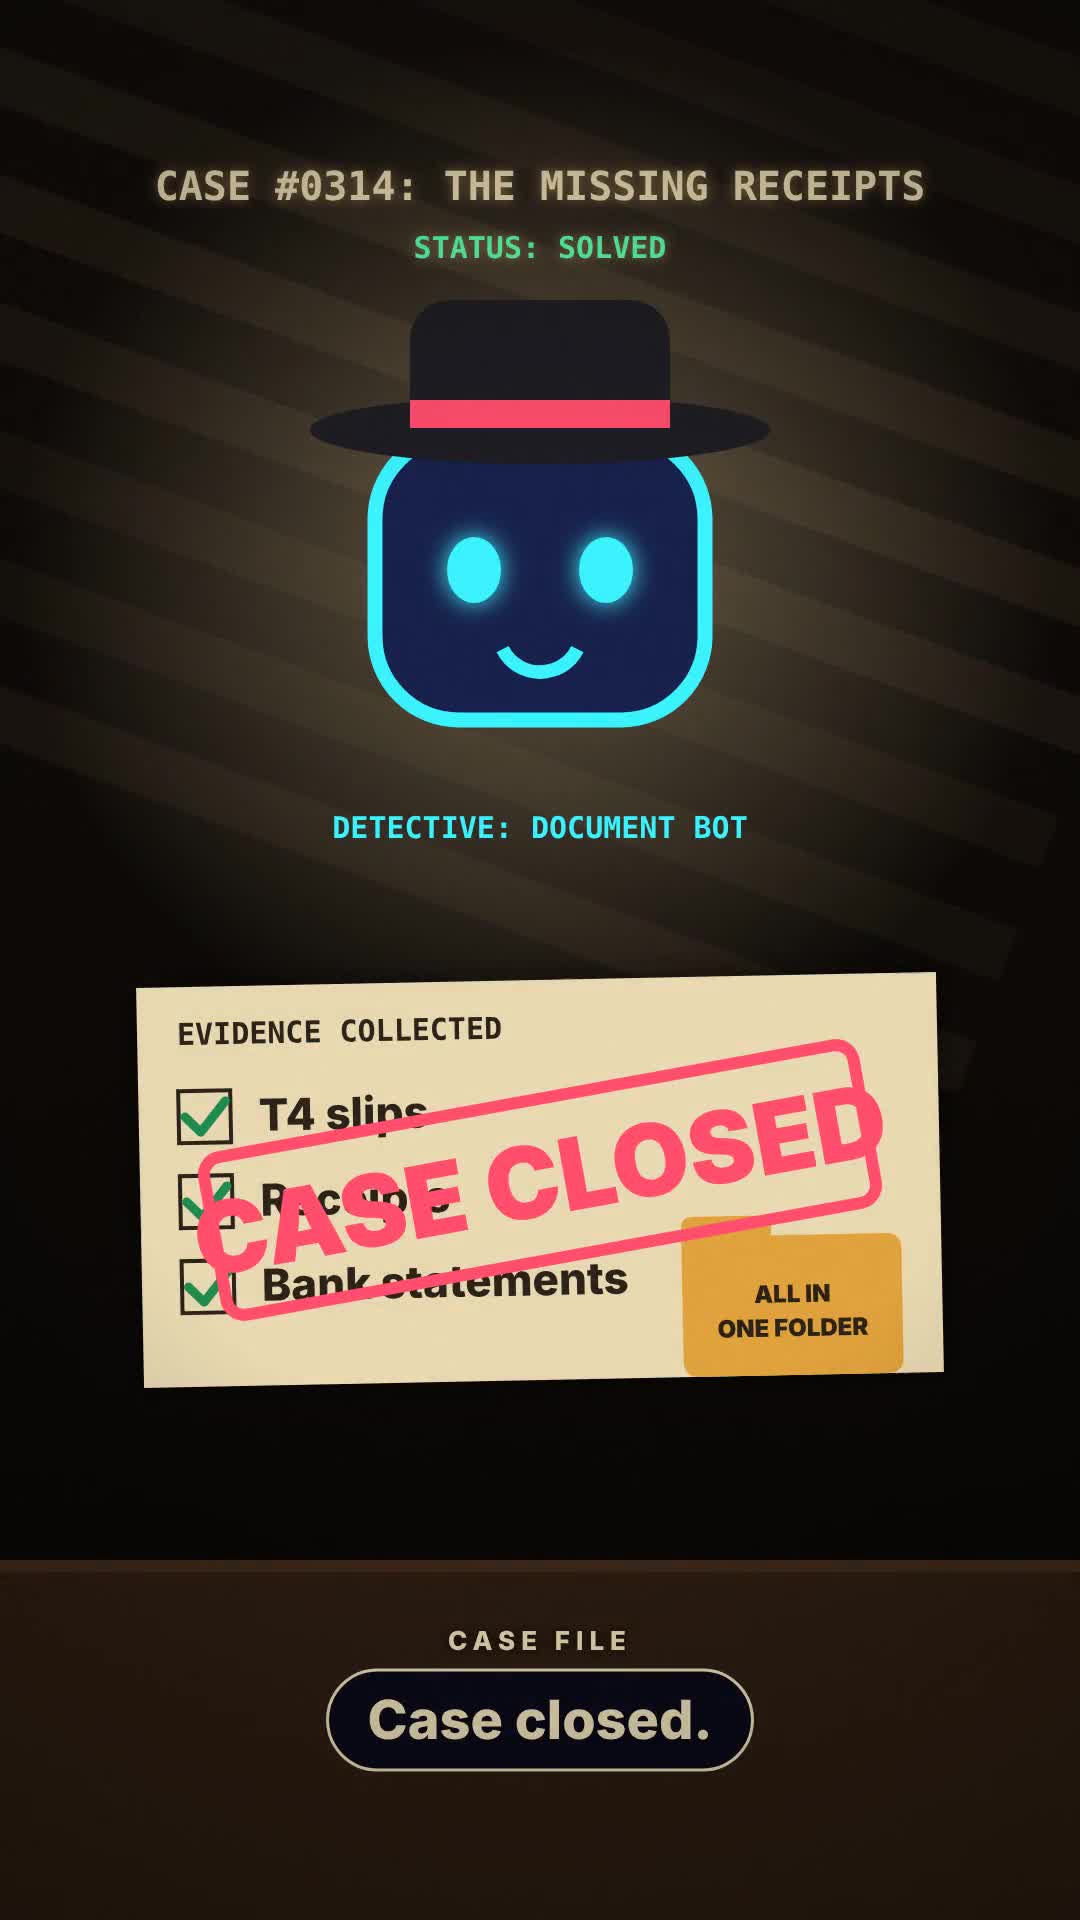 CASE #0314: THE MISSING RECEIPTS
STATUS: SOLVED
DETECTIVE: DOCUMENT BOT
EVIDENCE COLLECTED
T4 slips
Receipts
Bank statements
CASE CLOSED
ALL IN
ONE FOLDER
CASE FILE
Case closed.